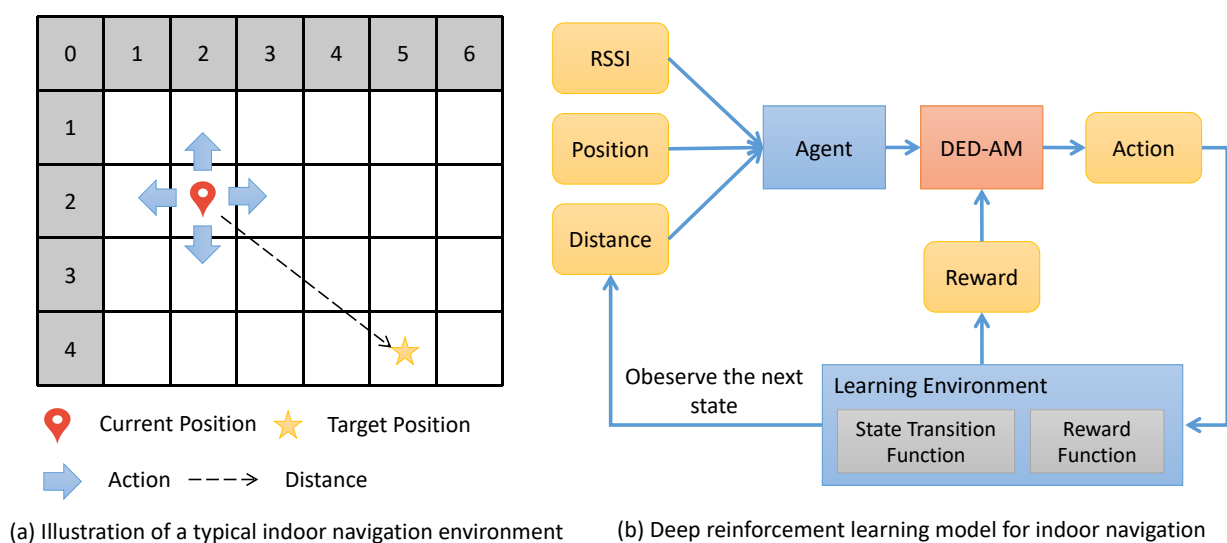 0 1 2 3 4 5 6
1
2
3
4
Current Position
Target Position
Action
Distance
(a) Illustration of a typical indoor navigation environment
RSSI
Position
Distance
Agent
DED-AM
Action
Reward
Obeserve the next
state
Learning Environment
State Transition
Function
Reward
Function
(b) Deep reinforcement learning model for indoor navigation